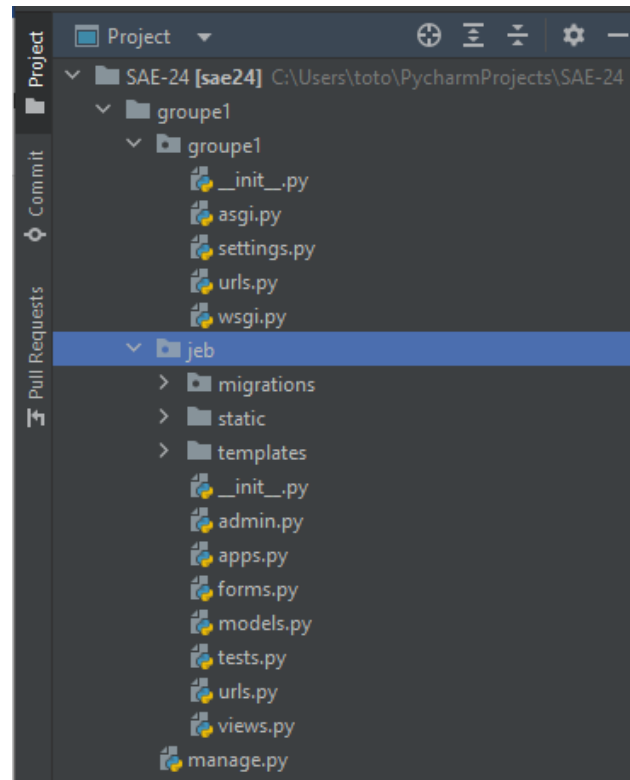 Project
Commit
Pull Requests
Project
SAE-24 [sae24] C:\Users\toto\PycharmProjects\SAE-24
groupe1
groupe1
__init__.py
asgi.py
settings.py
urls.py
wsgi.py
jeb
migrations
static
templates
__init__.py
admin.py
apps.py
forms.py
models.py
tests.py
urls.py
views.py
manage.py